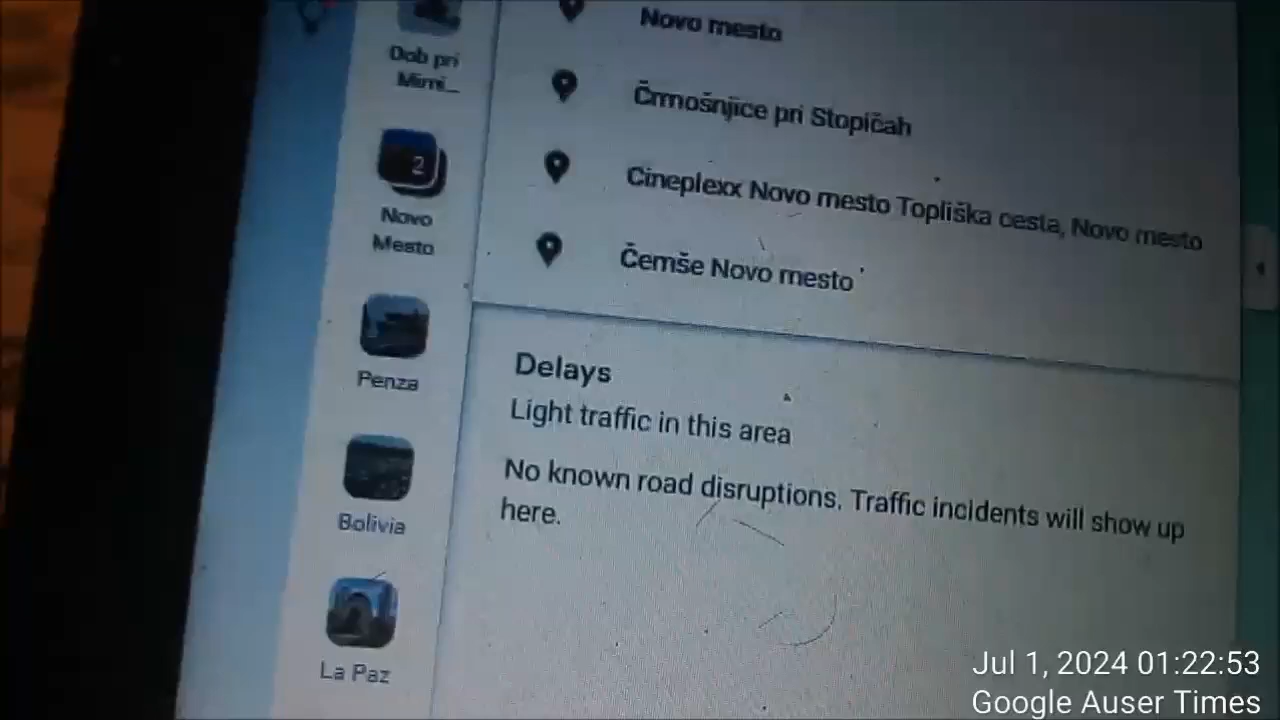 Dob pri
Mirni_
2
Novo
Mesto
Penza
Bolivia
La Paz
Novo mesto
Črmošnjice pri Stopičah
Cineplexx Novo mesto Topliška cesta, Novo mesto
Čemše Novo mesto
Delays
Light traffic in this area
No known road disruptions. Traffic incidents will show up
here.
Jul 1, 2024 01:22:53
Google Auser Times